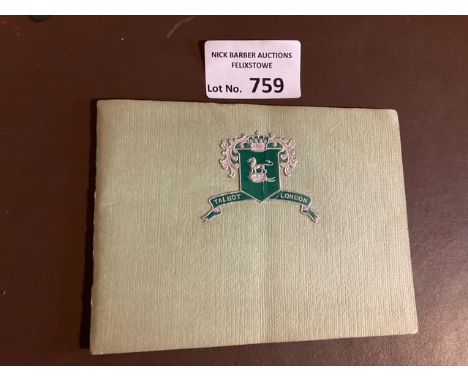 NICK BARBER AUCTIONS
FELIXSTOWE
Lot No. 759
TALBOT LONDON